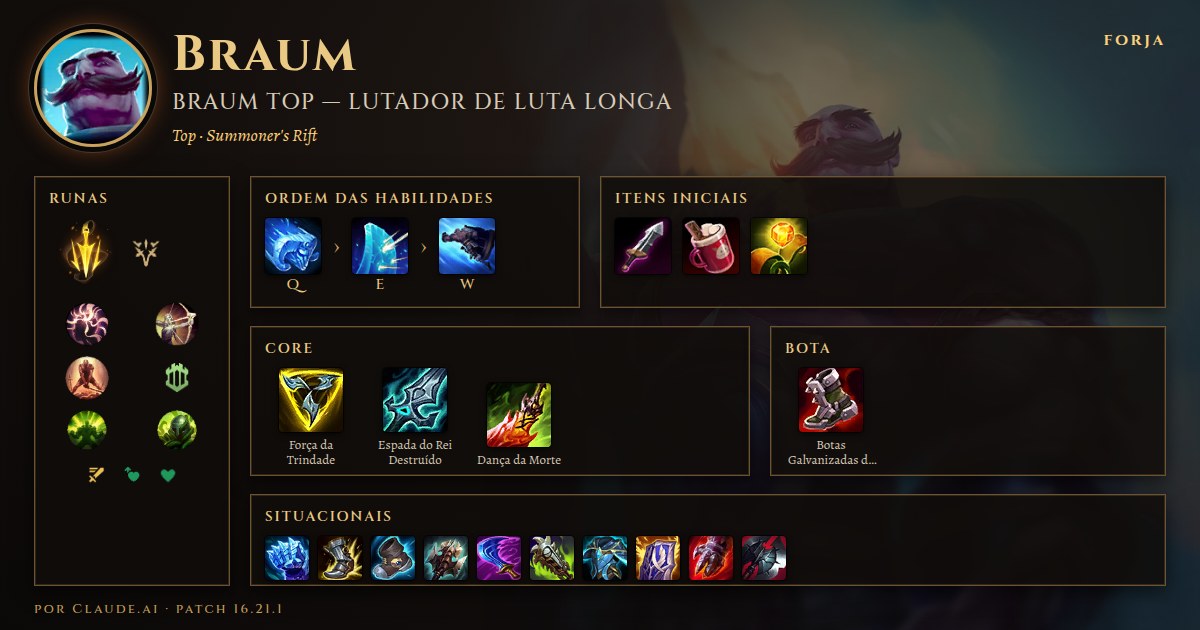 BRAUM
FORJA
BRAUM TOP — LUTADOR DE LUTA LONGA
Top · Summoner's Rift
RUNAS
ORDEM DAS HABILIDADES
Q › E › W
ITENS INICIAIS
CORE
Força da
Trindade
Espada do Rei
Destruído
Dança da Morte
BOTA
Botas
Galvanizadas d...
SITUACIONAIS
POR CLAUDE.AI · PATCH 16.21.1